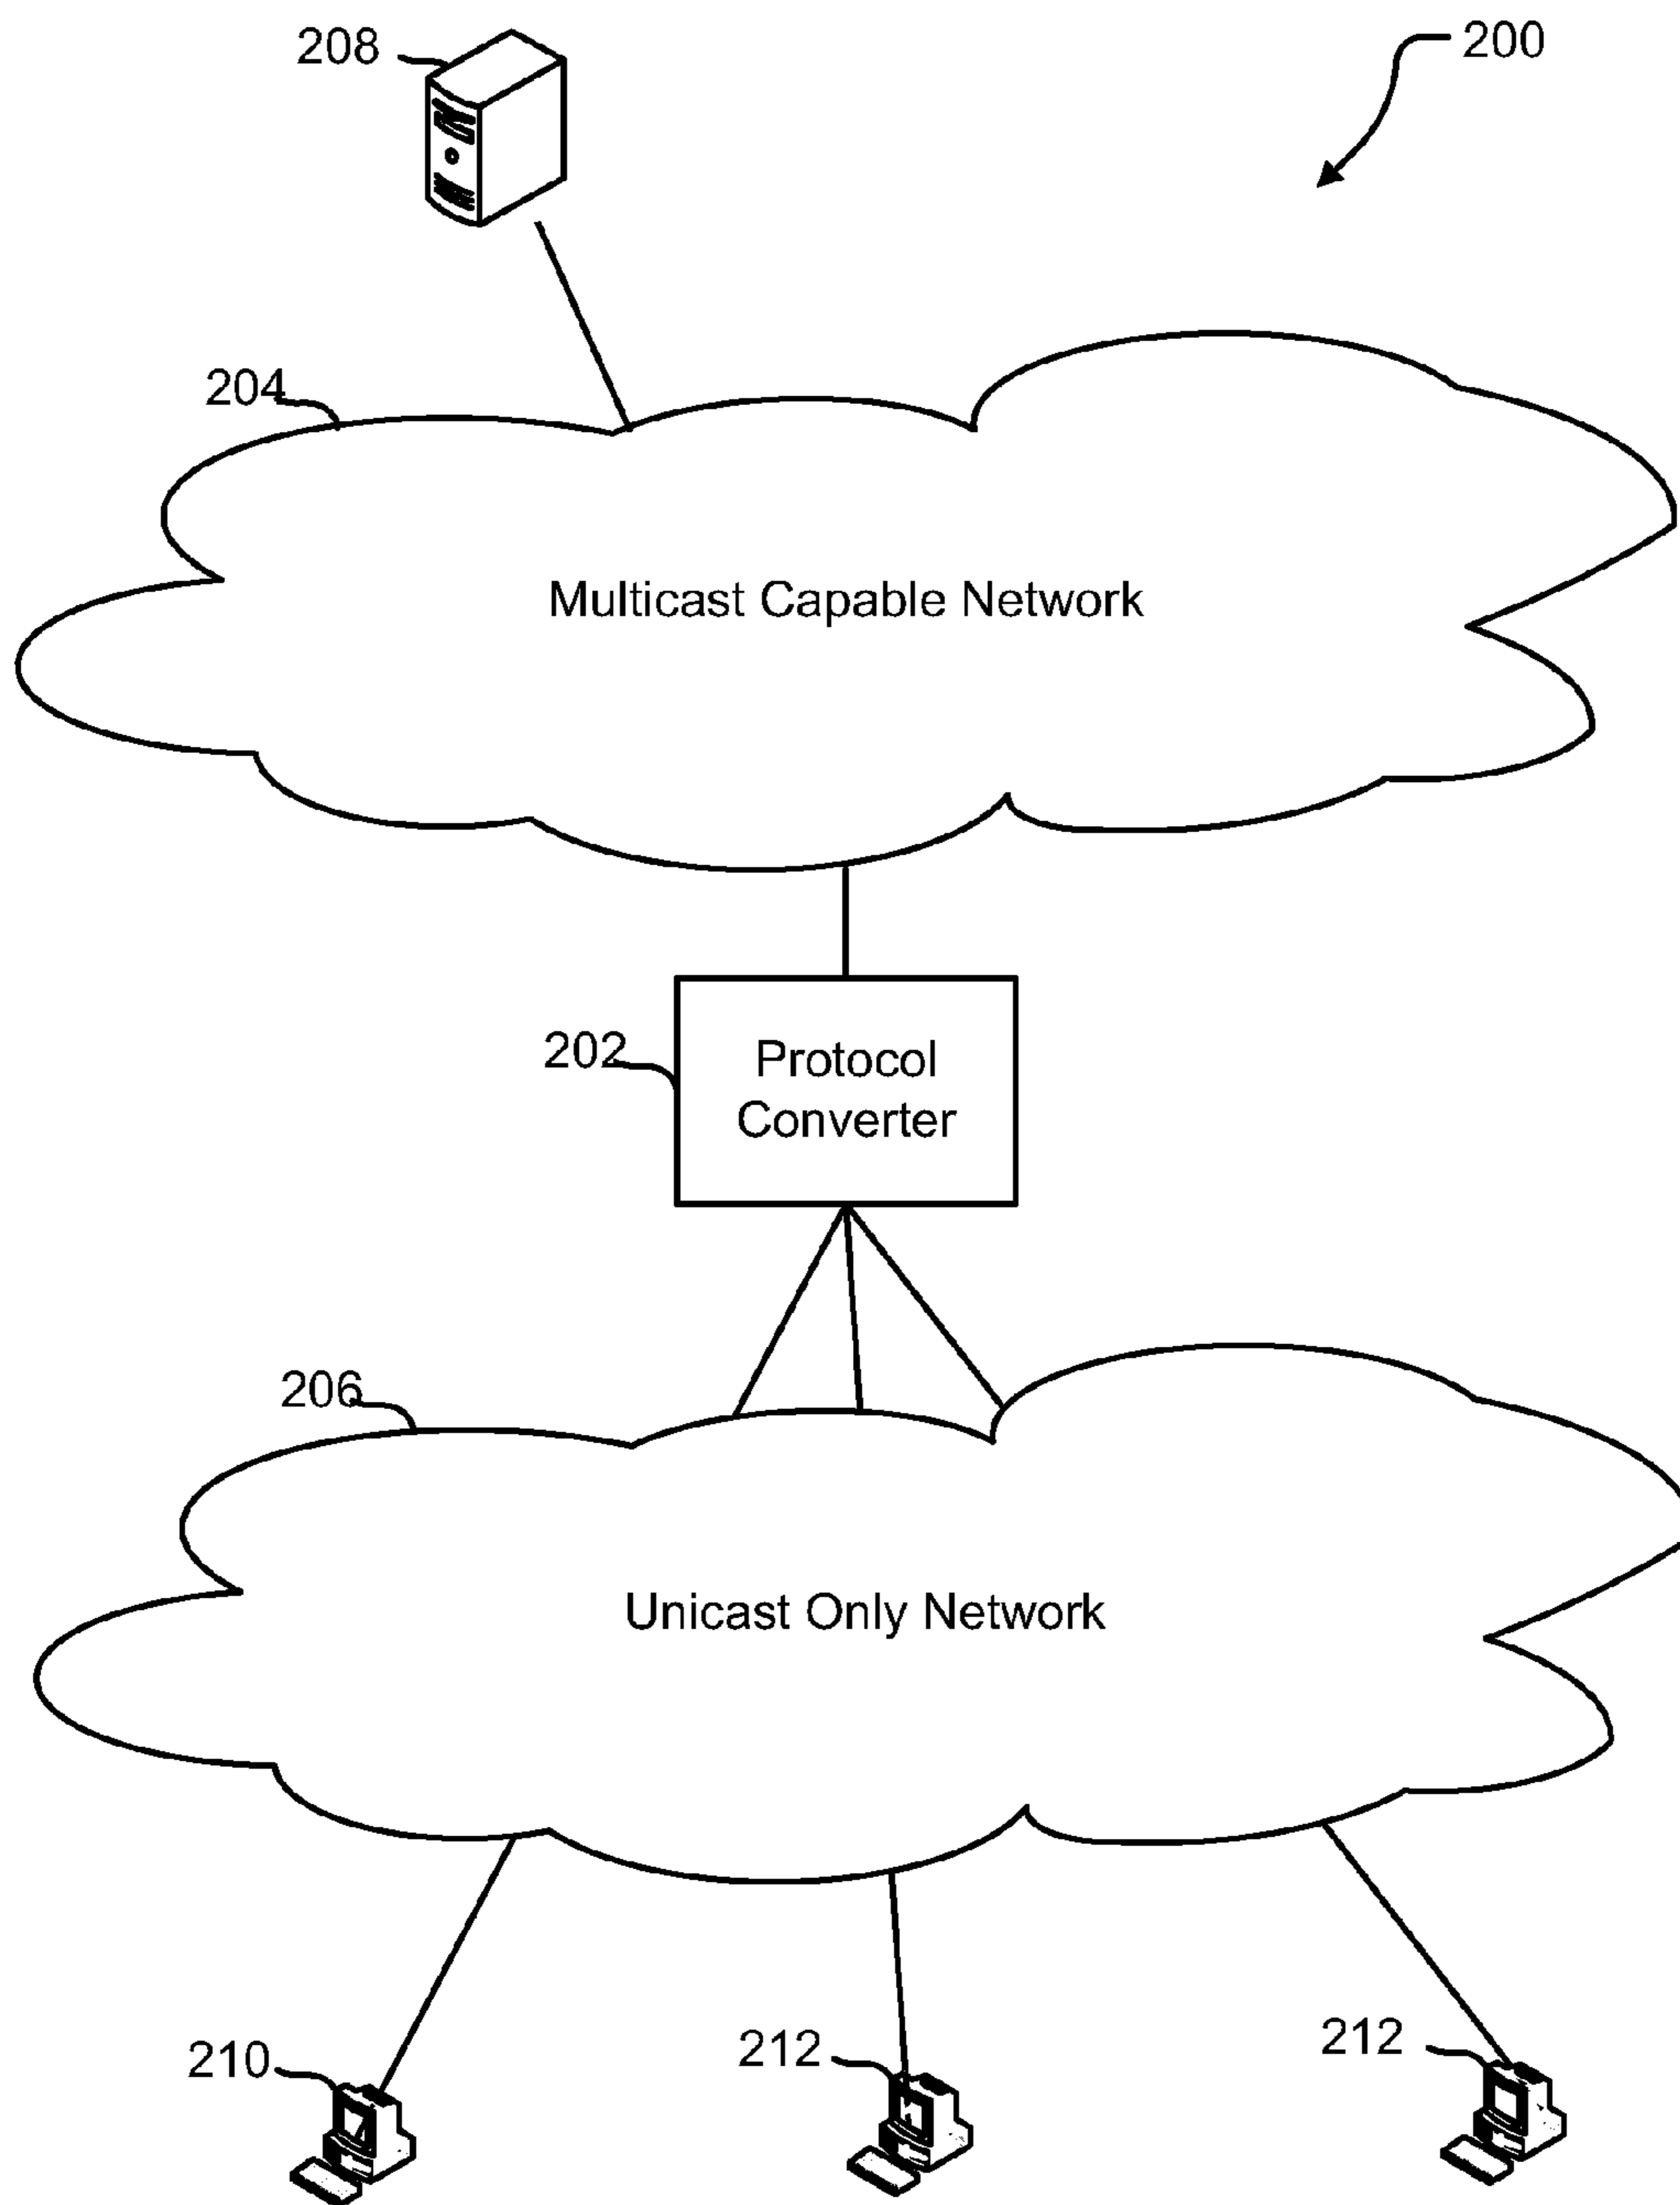 208
200
204
Multicast Capable Network
202
Protocol
Converter
206
Unicast Only Network
210
212
212